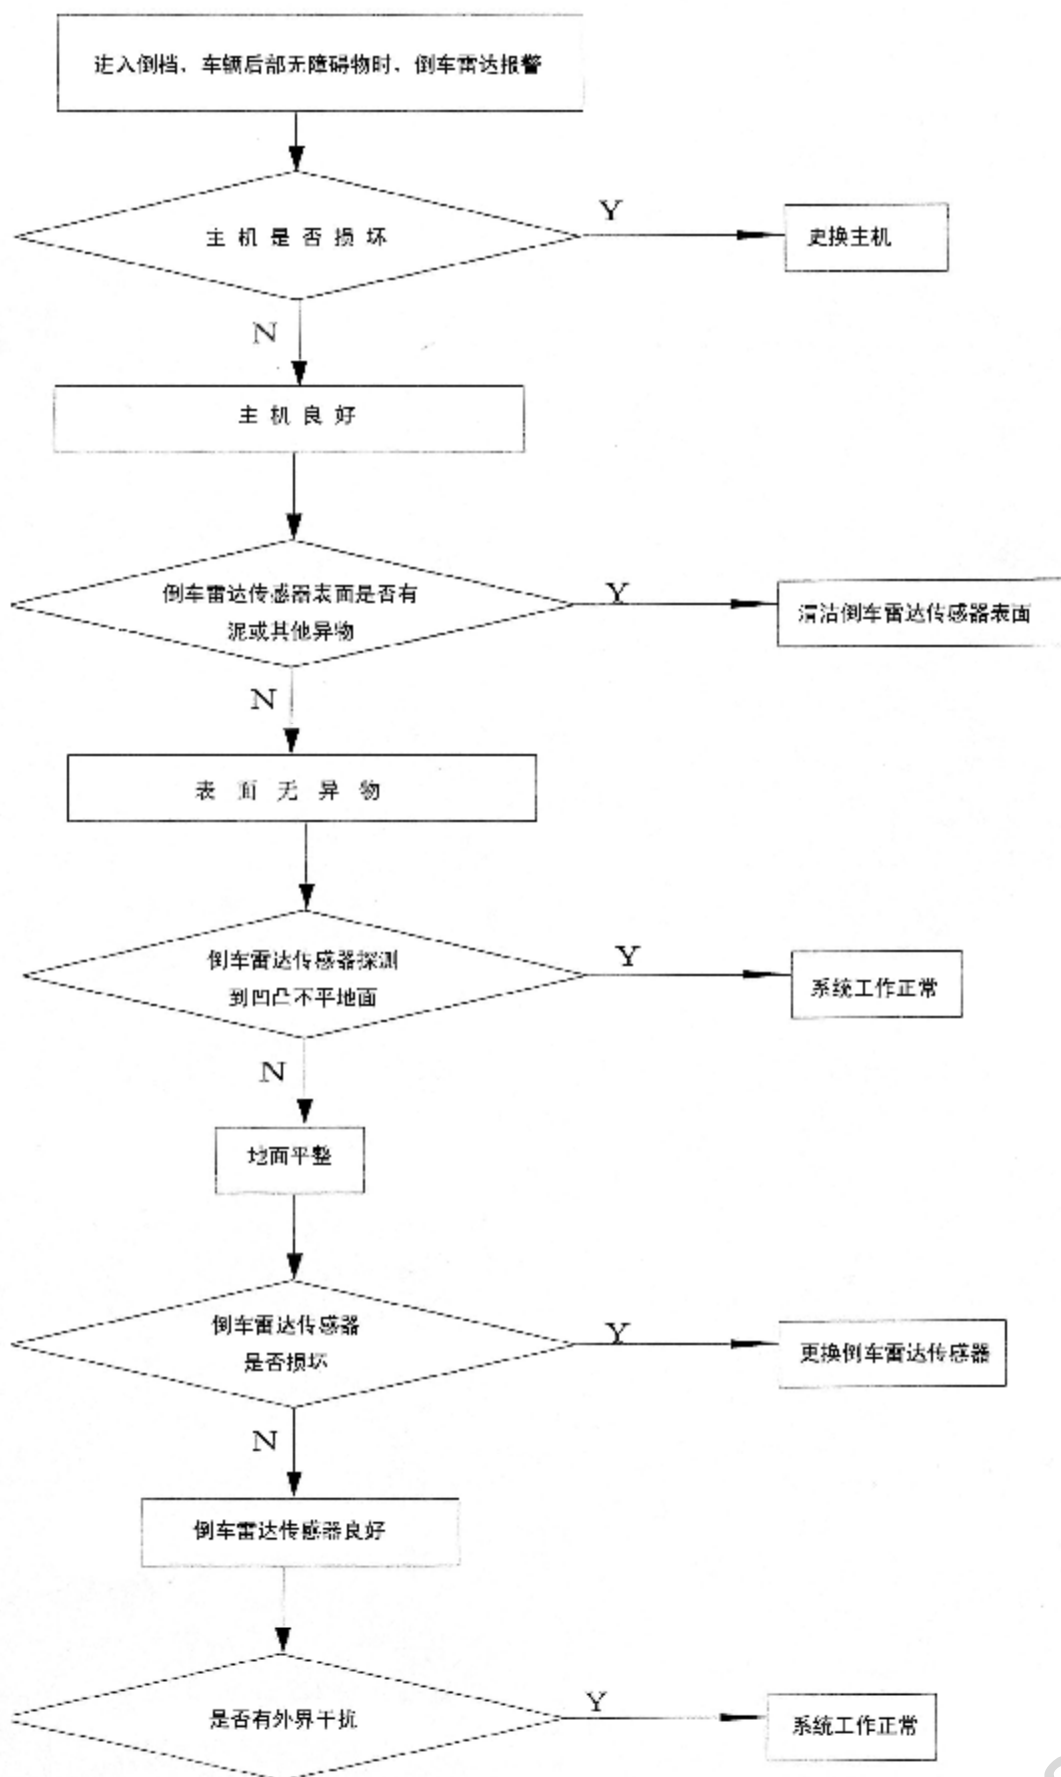 进入倒档、车辆后部无障碍物时、倒车雷达报警
主机是否损坏
Y
更换主机
N
主机良好
倒车雷达传感器表面是否有
泥或其他异物
Y
清洁倒车雷达传感器表面
N
表面无异物
倒车雷达传感器探测
到凹凸不平地面
Y
系统工作正常
N
地面平整
倒车雷达传感器
是否损坏
Y
更换倒车雷达传感器
N
倒车雷达传感器良好
是否有外界干扰
Y
系统工作正常